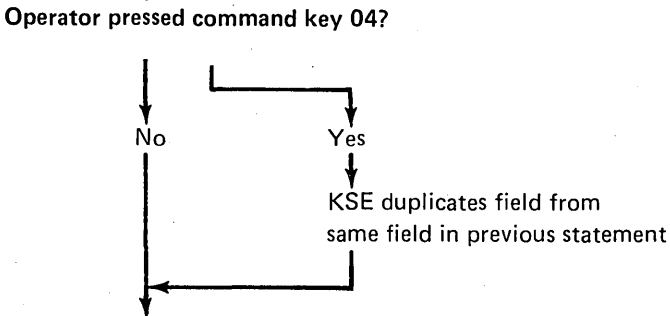 Operator pressed command key 04?
No
Yes
KSE duplicates field from
same field in previous statement